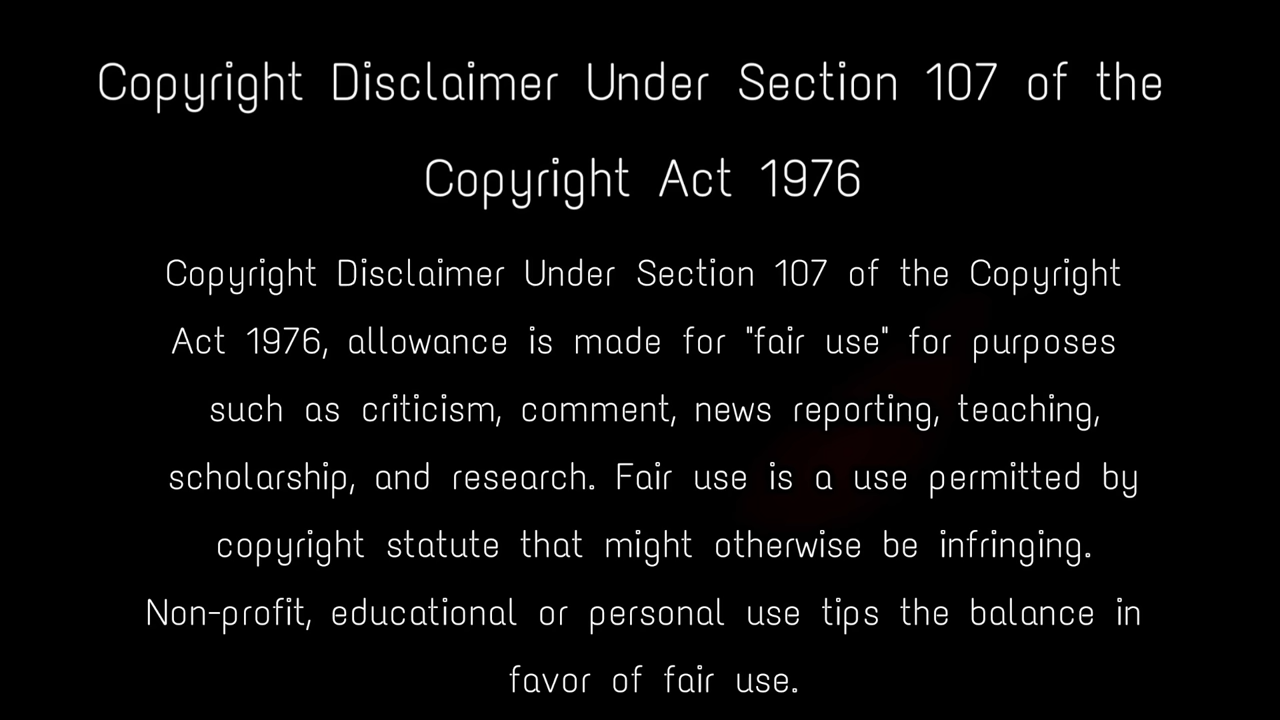 Copyright Disclaimer Under Section 107 of the
Copyright Act 1976
Copyright Disclaimer Under Section 107 of the Copyright
Act 1976, allowance is made for "fair use" for purposes
such as criticism, comment, news reporting, teaching,
scholarship, and research. Fair use is a use permitted by
copyright statute that might otherwise be infringing.
Non-profit, educational or personal use tips the balance in
favor of fair use.